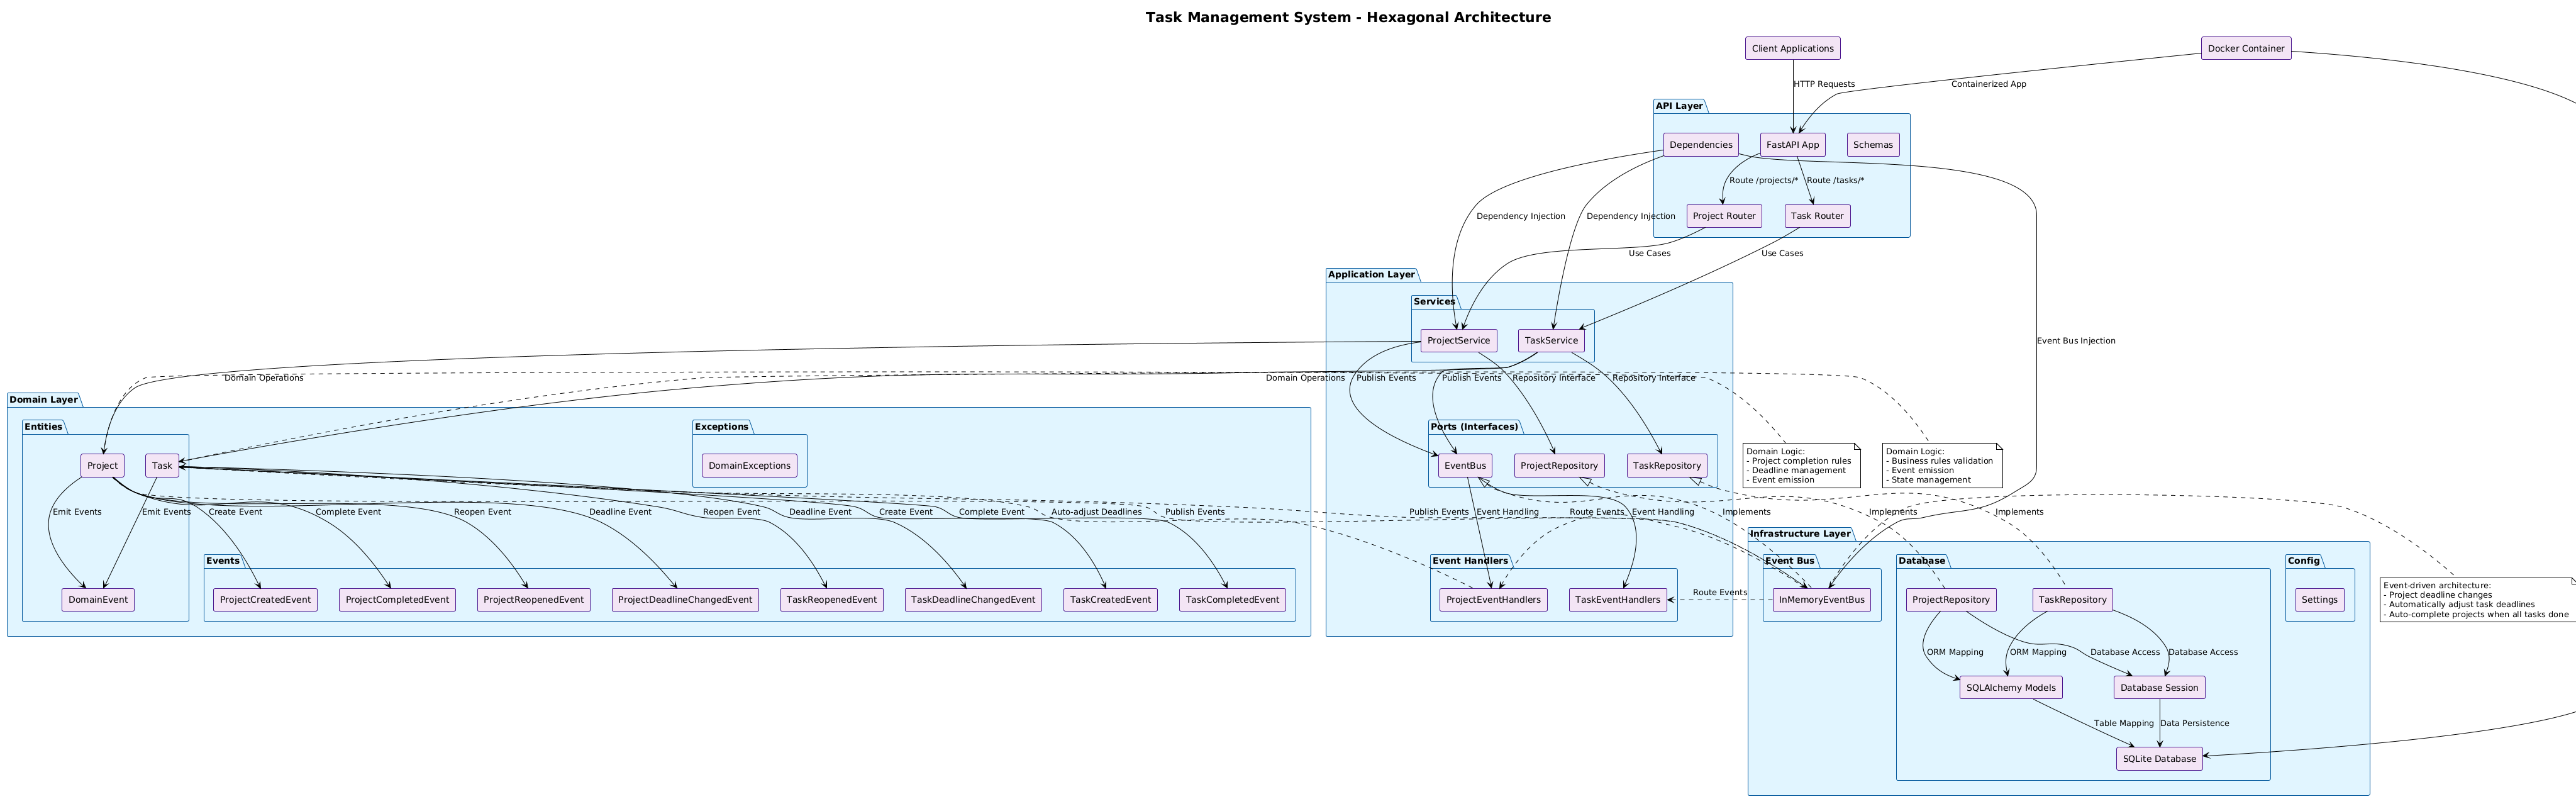 Task Management System - Hexagonal Architecture
Client Applications
Docker Container
HTTP Requests
Containerized App
API Layer
Dependencies
FastAPI App
Schemas
Route /projects/*
Route /tasks/*
Project Router
Task Router
Dependency Injection
Dependency Injection
Use Cases
Use Cases
Application Layer
Services
ProjectService
TaskService
Event Bus Injection
Domain Operations
Domain Operations
Publish Events
Publish Events
Repository Interface
Repository Interface
Domain Layer
Entities
Project
Task
Exceptions
DomainExceptions
Ports (Interfaces)
EventBus
ProjectRepository
TaskRepository
Domain Logic:
- Project completion rules
- Deadline management
- Event emission
Domain Logic:
- Business rules validation
- Event emission
- State management
Emit Events
Emit Events
Create Event
Complete Event
Reopen Event
Deadline Event
Reopen Event
Deadline Event
Create Event
Complete Event
Auto-adjust Deadlines
Publish Events
Publish Events
Event Handling
Route Events
Event Handling
Implements
Implements
Implements
DomainEvent
Events
ProjectCreatedEvent
ProjectCompletedEvent
ProjectReopenedEvent
ProjectDeadlineChangedEvent
TaskReopenedEvent
TaskDeadlineChangedEvent
TaskCreatedEvent
TaskCompletedEvent
Event Handlers
ProjectEventHandlers
TaskEventHandlers
Route Events
Infrastructure Layer
Event Bus
InMemoryEventBus
Database
ProjectRepository
TaskRepository
Config
Settings
Event-driven architecture:
- Project deadline changes
- Automatically adjust task deadlines
- Auto-complete projects when all tasks done
ORM Mapping
ORM Mapping
Database Access
Database Access
SQLAlchemy Models
Database Session
Table Mapping
Data Persistence
SQLite Database